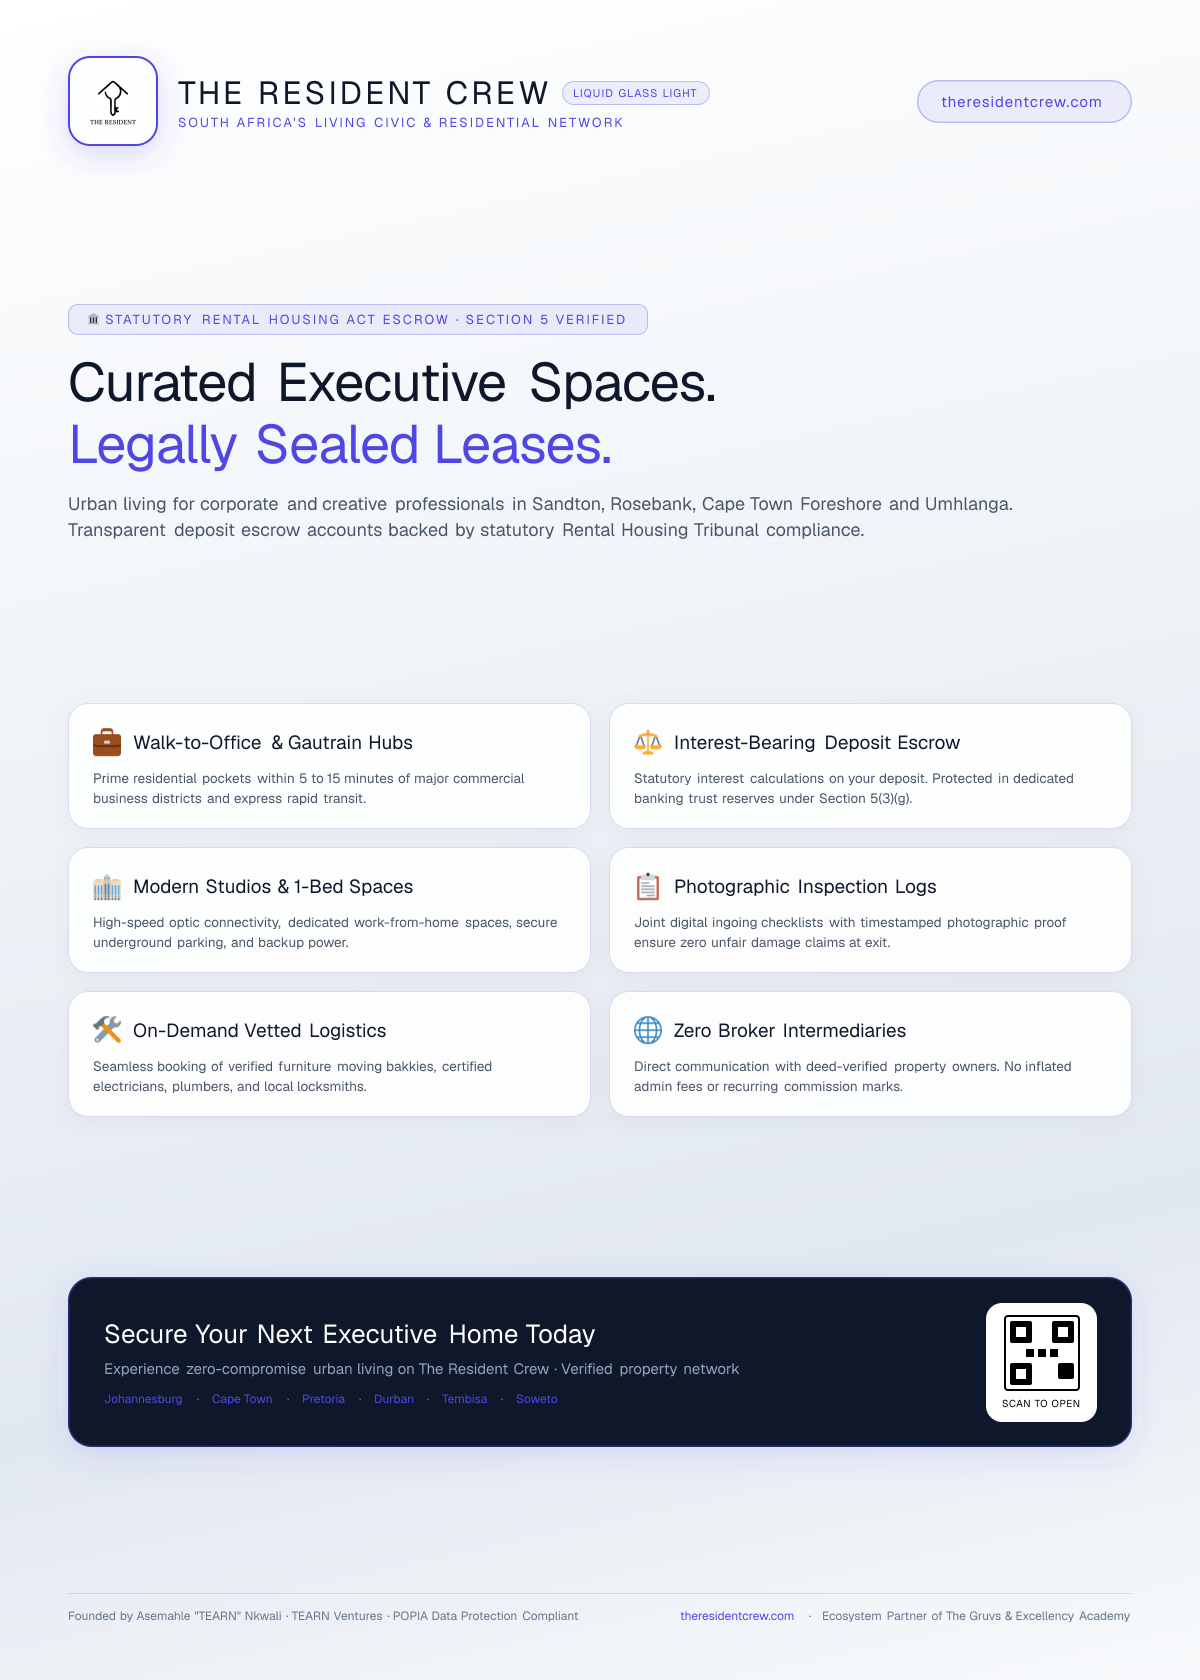 THE RESIDENT
THE RESIDENT CREW
LIQUID GLASS LIGHT
SOUTH AFRICA'S LIVING CIVIC & RESIDENTIAL NETWORK
theresidentcrew.com
STATUTORY RENTAL HOUSING ACT ESCROW · SECTION 5 VERIFIED
Curated Executive Spaces.
Legally Sealed Leases.
Urban living for corporate and creative professionals in Sandton, Rosebank, Cape Town Foreshore and Umhlanga.
Transparent deposit escrow accounts backed by statutory Rental Housing Tribunal compliance.
Walk-to-Office & Gautrain Hubs
Prime residential pockets within 5 to 15 minutes of major commercial
business districts and express rapid transit.
Interest-Bearing Deposit Escrow
Statutory interest calculations on your deposit. Protected in dedicated
banking trust reserves under Section 5(3)(g).
Modern Studios & 1-Bed Spaces
High-speed optic connectivity, dedicated work-from-home spaces, secure
underground parking, and backup power.
Photographic Inspection Logs
Joint digital ingoing checklists with timestamped photographic proof
ensure zero unfair damage claims at exit.
On-Demand Vetted Logistics
Seamless booking of verified furniture moving bakkies, certified
electricians, plumbers, and local locksmiths.
Zero Broker Intermediaries
Direct communication with deed-verified property owners. No inflated
admin fees or recurring commission marks.
Secure Your Next Executive Home Today
Experience zero-compromise urban living on The Resident Crew · Verified property network
Johannesburg · Cape Town · Pretoria · Durban · Tembisa · Soweto
SCAN TO OPEN
Founded by Asemahle "TEARN" Nkwali · TEARN Ventures · POPIA Data Protection Compliant
theresidentcrew.com · Ecosystem Partner of The Gruvs & Excellency Academy